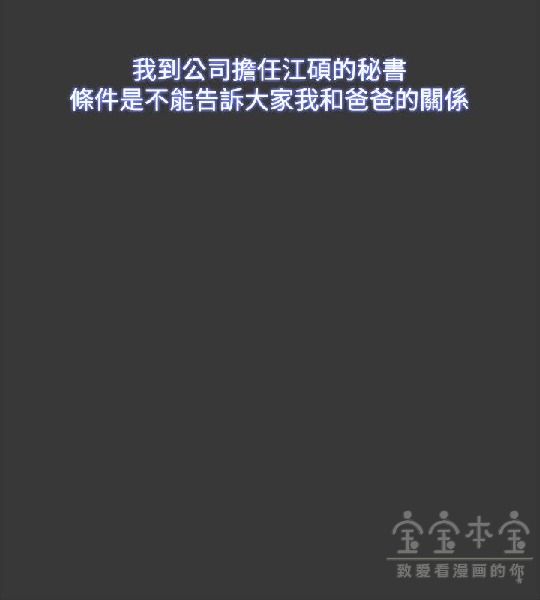 我到公司擔任江碩的秘書
條件是不能告訴大家我和爸爸的關係
宝宝本宝
致爱看漫画的你